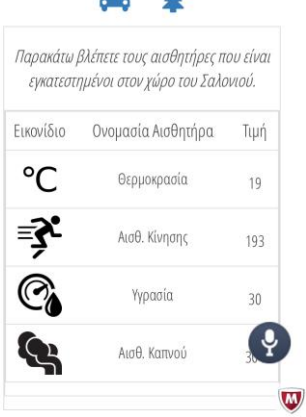 Παρακάτω βλέπετε τους αισθητήρες που είναι
εγκατεστημένοι στον χώρο του Σαλονιού.
Εικονίδιο Ονομασία Αισθητήρα Τιμή
°C Θερμοκρασία 19
Αισθ. Κίνησης 193
Υγρασία 30
Αισθ. Καπνού